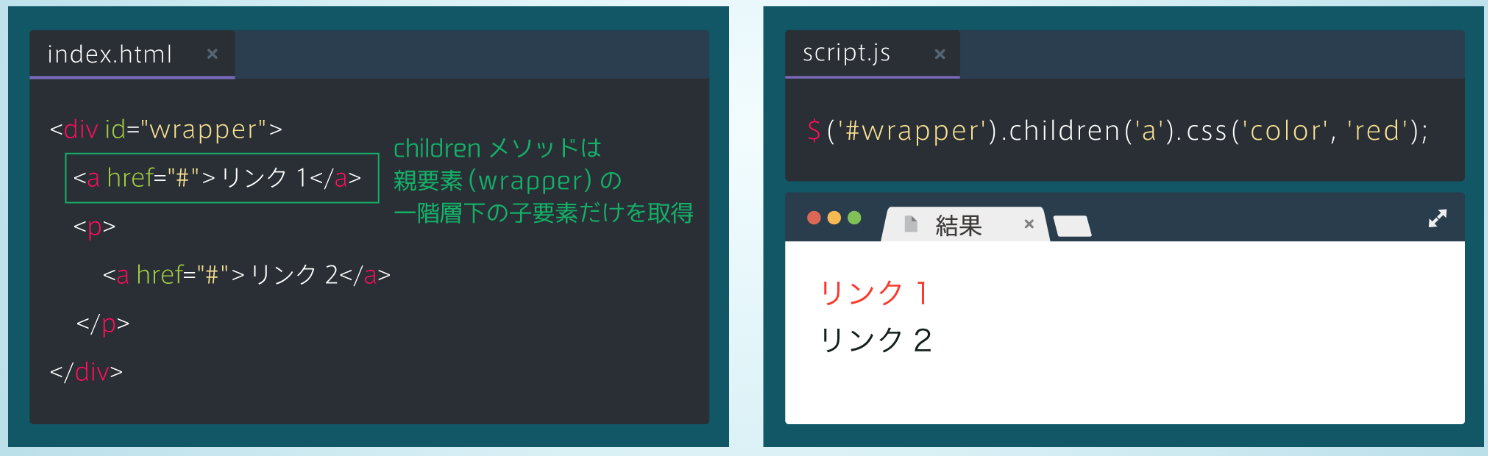 index.html ×
<div id="wrapper">
<a href="#">リンク 1</a>
<p>
<a href="#">リンク 2</a>
</p>
</div>
children メソッドは
親要素(wrapper)の
一階層下の子要素だけを取得
script.js ×
$('#wrapper').children('a').css('color', 'red');
結果 ×
リンク 1
リンク 2